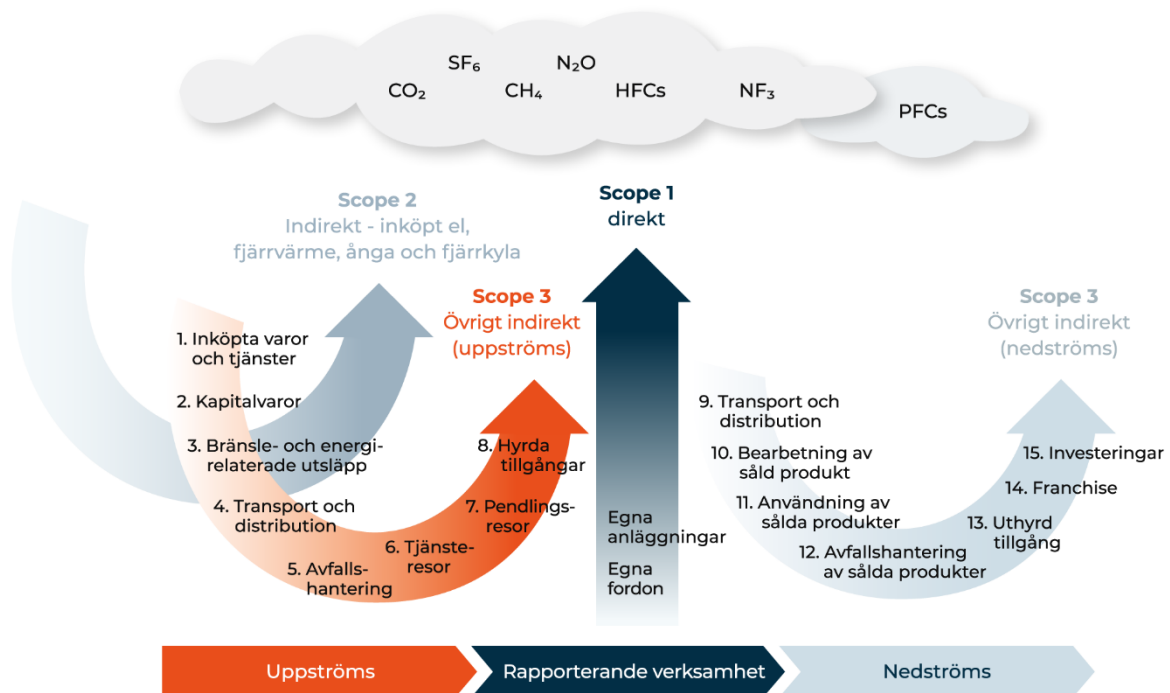 SF₆
N₂O
CO₂
CH₄
HFCs
NF₃
PFCs
Scope 2
Indirekt - inköpt el,
fjärrvärme, ånga och fjärrkyla
Scope 1
direkt
Scope 3
Övrigt indirekt
(uppströms)
Scope 3
Övrigt indirekt
(nedströms)
1. Inköpta varor
och tjänster
2. Kapitalvaror
3. Bränsle- och energi-
relaterade utsläpp
4. Transport och
distribution
5. Avfalls-
hantering
6. Tjänste-
resor
7. Pendlings-
resor
8. Hyrda
tillgångar
Egna
anläggningar
Egna
fordon
9. Transport och
distribution
10. Bearbetning av
såld produkt
11. Användning av
sålda produkter
12. Avfallshantering
av sålda produkter
13. Uthyrd
tillgång
14. Franchise
15. Investeringar
Uppströms
Rapporterande verksamhet
Nedströms